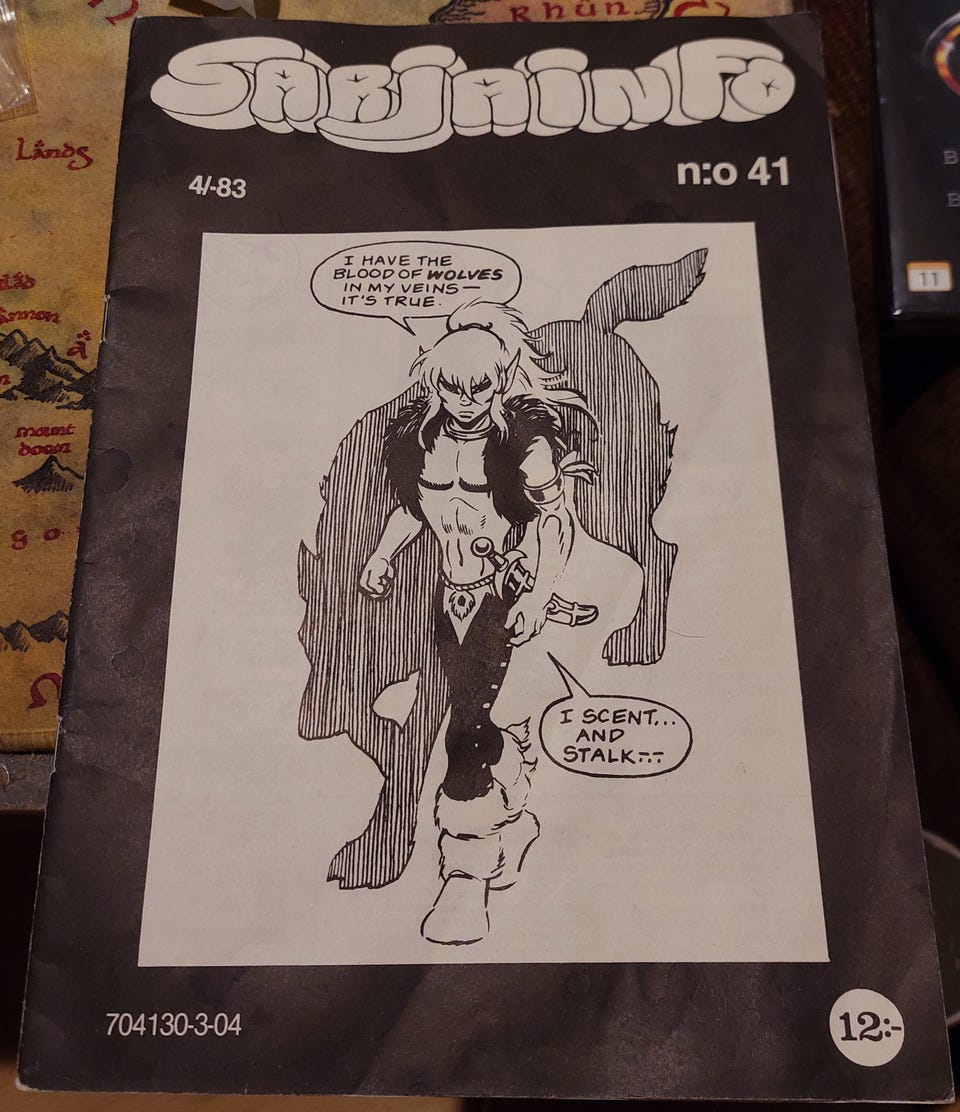 Rhûn
SARJAINFO
Lands
4/-83
n:o 41
I HAVE THE
BLOOD OF WOLVES
IN MY VEINS—
IT'S TRUE.
mount
doom
11
I SCENT...
AND
STALK---
704130-3-04
12:-